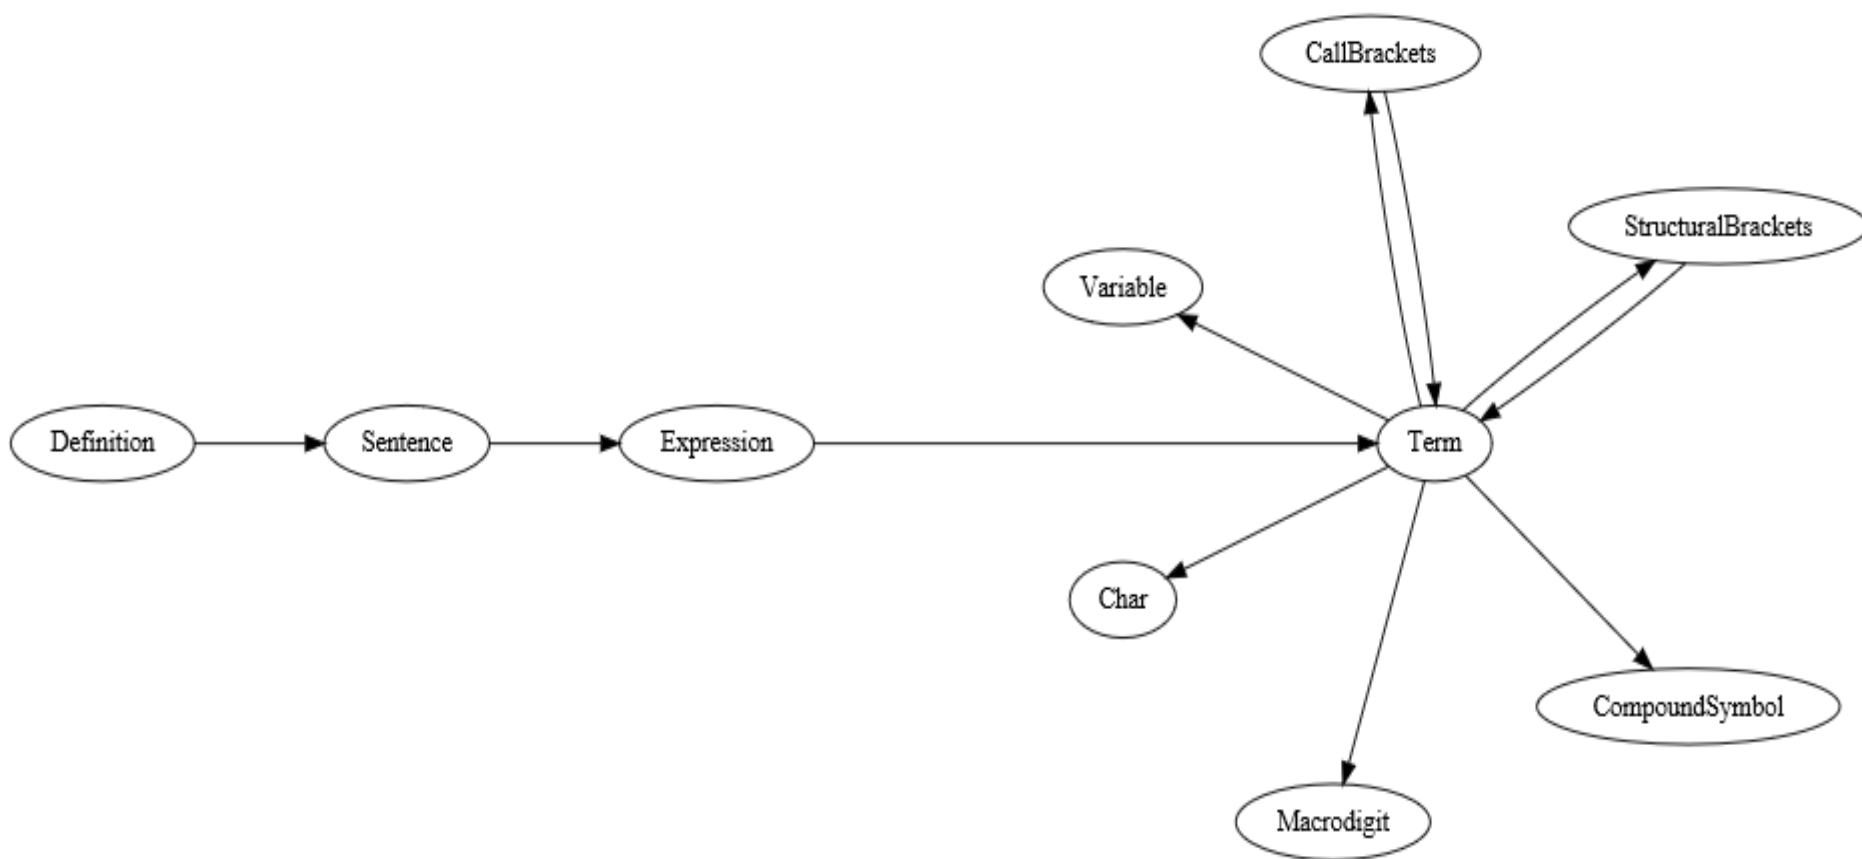 CallBrackets
StructuralBrackets
Variable
Definition
Sentence
Expression
Term
Char
CompoundSymbol
Macrodigit